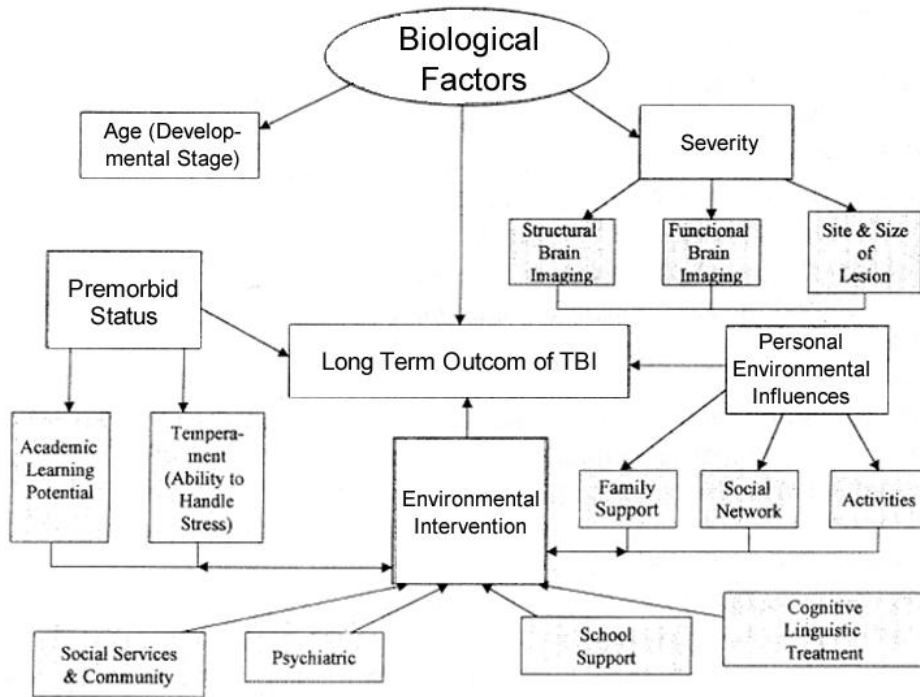 Biological
Factors
Age (Develop-
mental Stage)
Severity
Structural
Brain
Imaging
Functional
Brain
Imaging
Site & Size
of
Lesion
Premorbid
Status
Long Term Outcom of TBI
Personal
Environmental
Influences
Academic
Learning
Potential
Tempera-
ment
(Ability to
Handle
Stress)
Environmental
Intervention
Family
Support
Social
Network
Activities
Social Services
& Community
Psychiatric
School
Support
Cognitive
Linguistic
Treatment